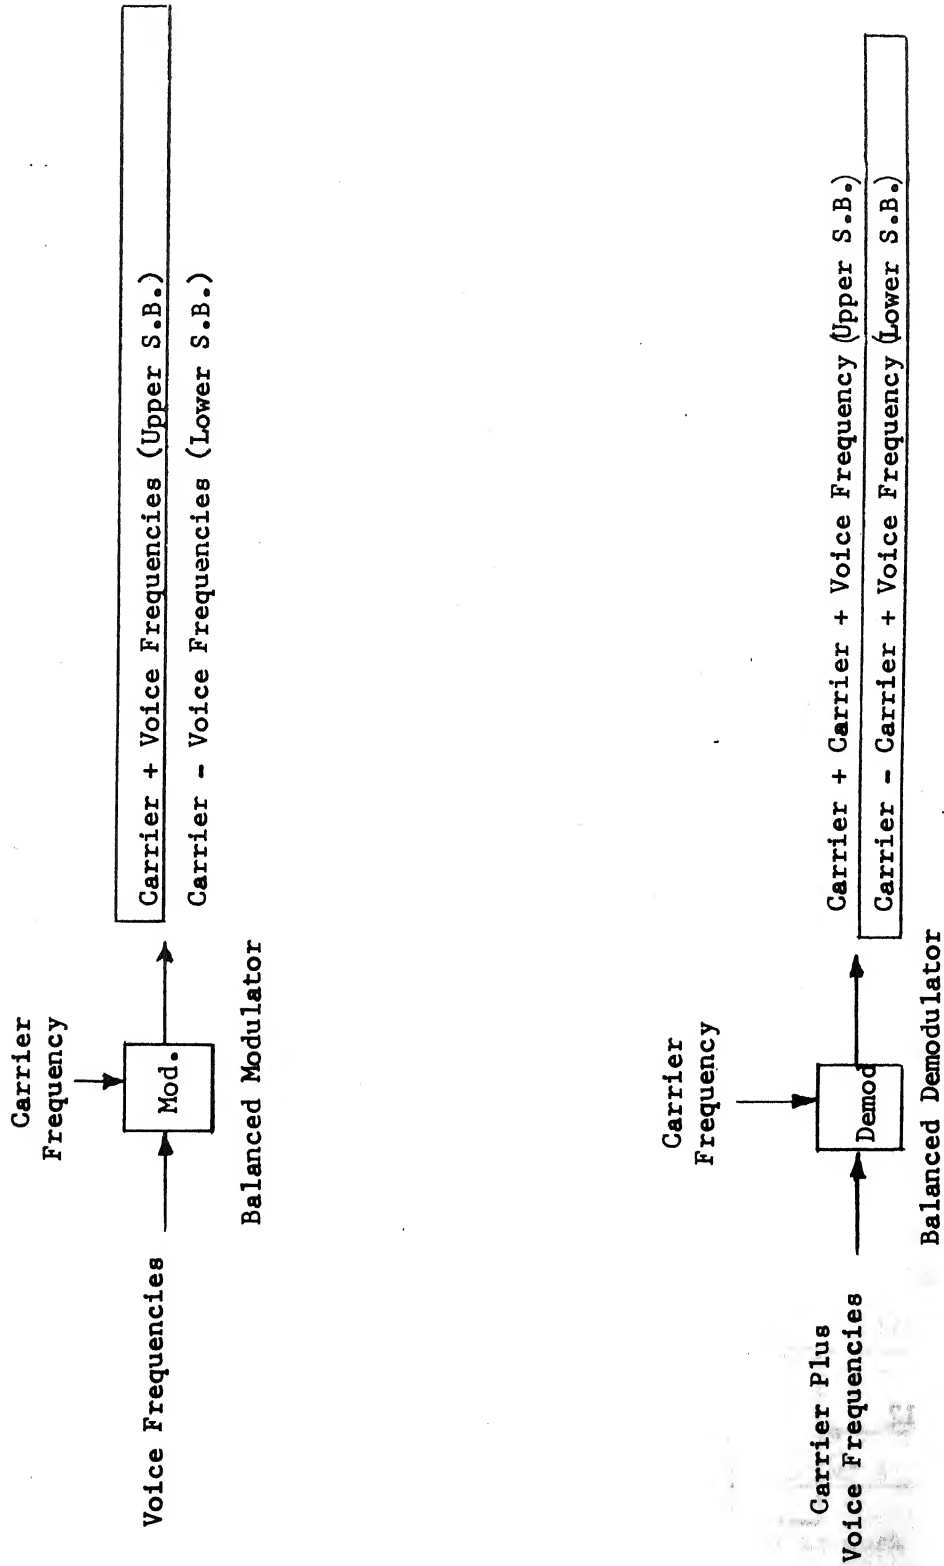 Carrier
Frequency
Voice Frequencies
Mod.
Carrier + Voice Frequencies (Upper S.B.)
Carrier - Voice Frequencies (Lower S.B.)
Balanced Modulator
Carrier
Frequency
Carrier Plus
Voice Frequencies
Demod
Carrier + Carrier + Voice Frequency (Upper S.B.)
Carrier - Carrier + Voice Frequency (Lower S.B.)
Balanced Demodulator